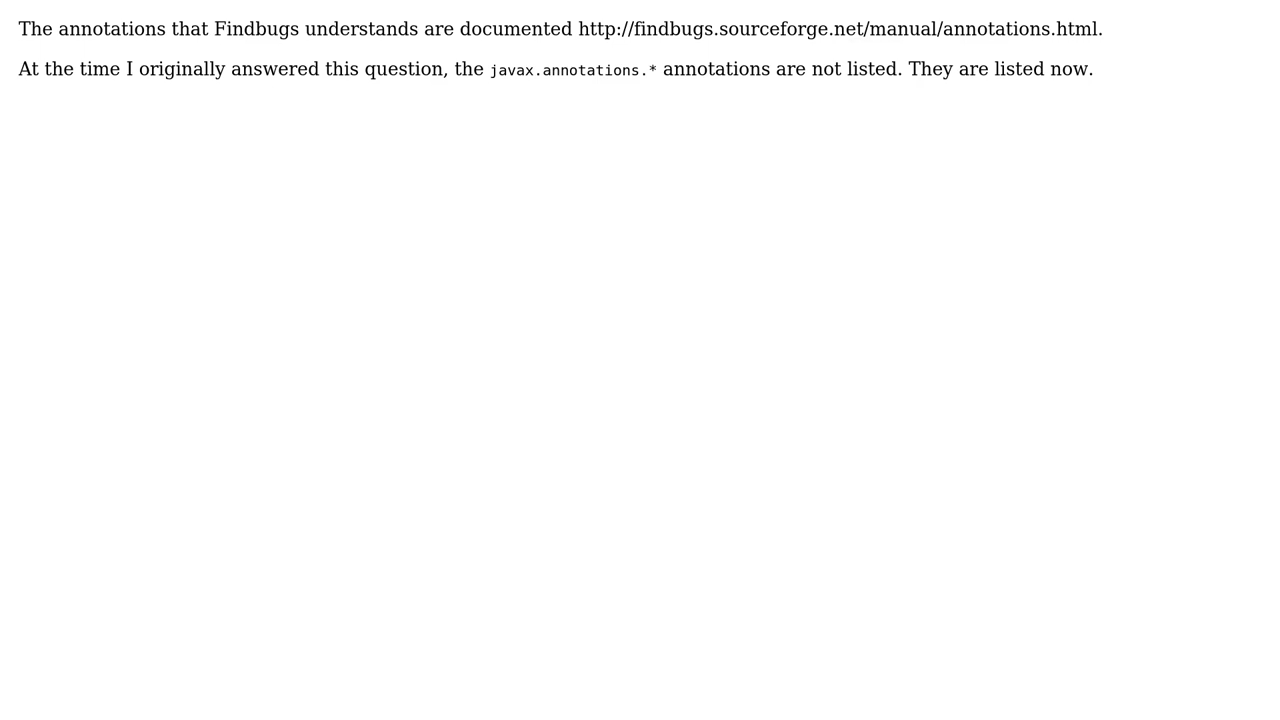 The annotations that Findbugs understands are documented http://findbugs.sourceforge.net/manual/annotations.html.
At the time I originally answered this question, the javax.annotations.* annotations are not listed. They are listed now.